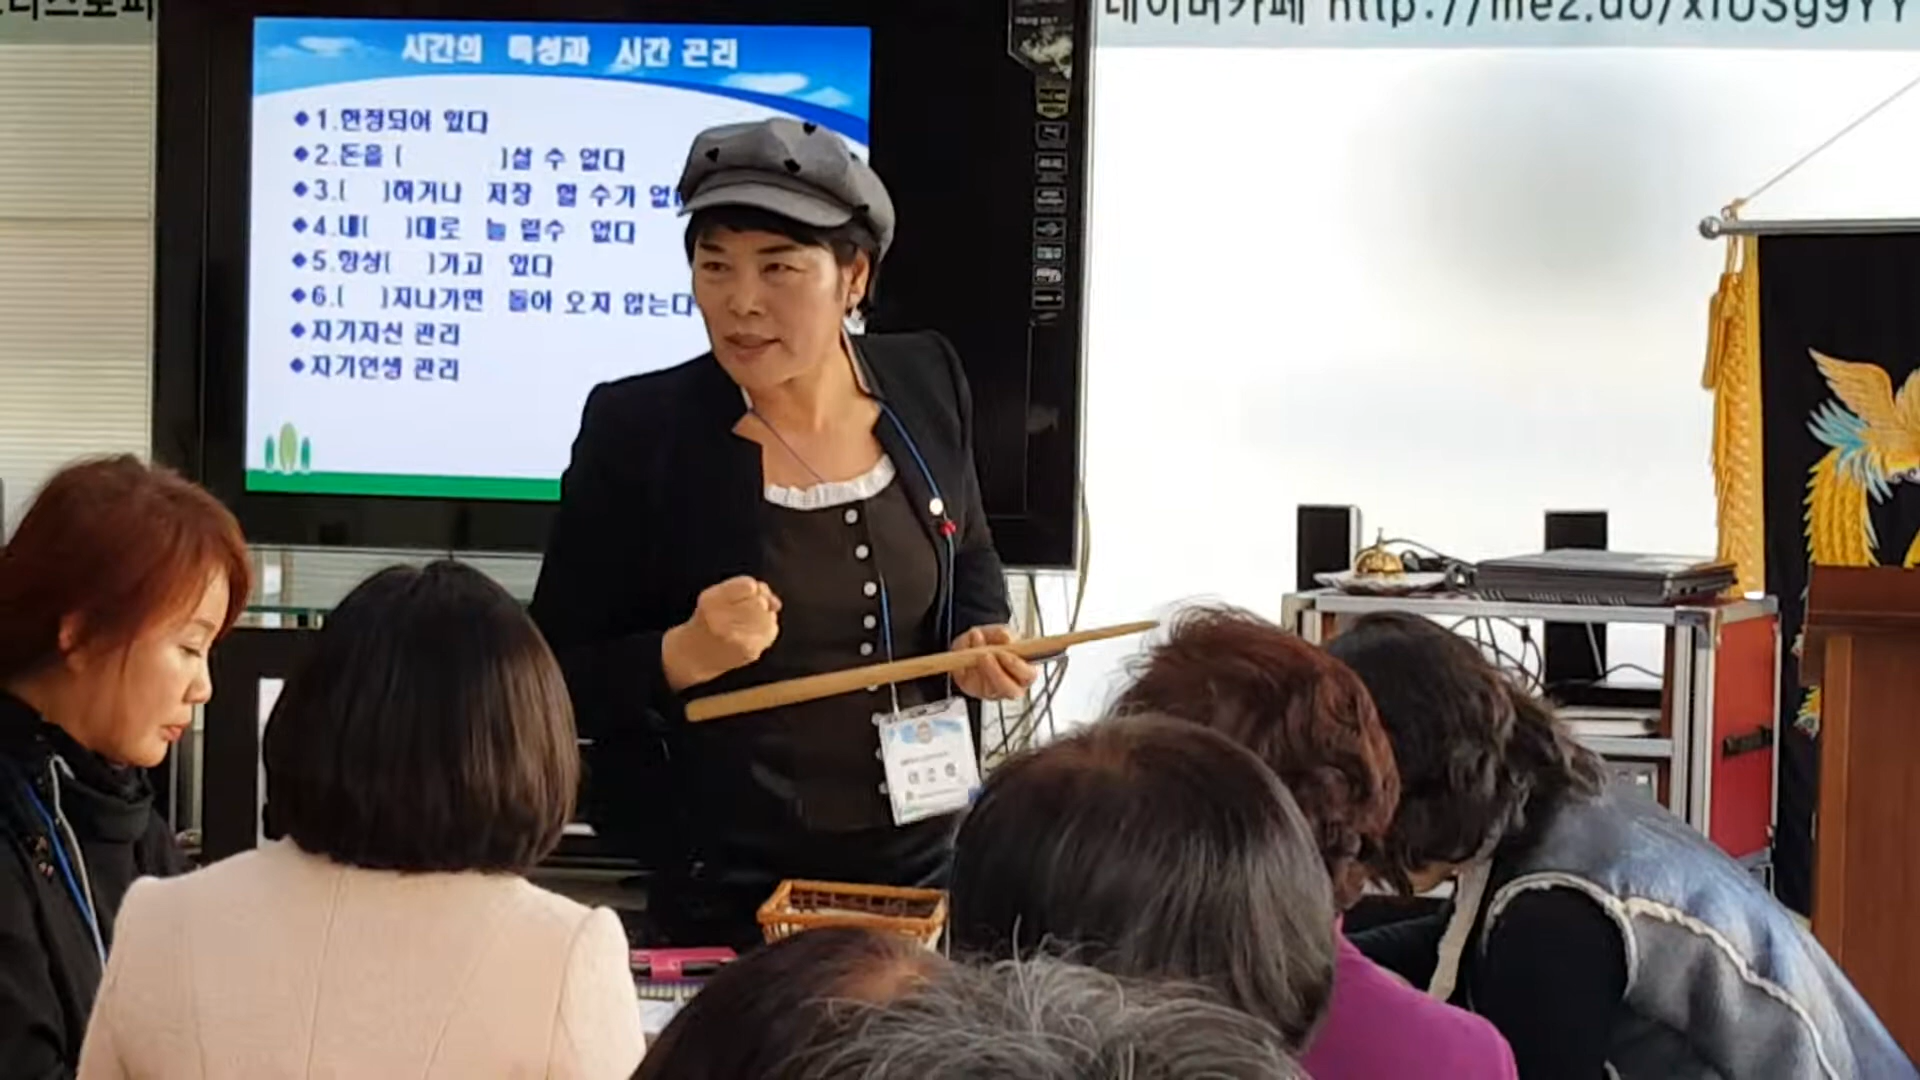 네이버카페 http://me2.do/xIUSg9YY
시간의 특성과 시간 곤리
1.한정되어 있다
2.돈을 ( )살 수 없다
3.( )하거나 저장 할 수가
4.내( )대로 늘 릴수 없다
5.항상( )가고 있다
6.( )지나가면 돌아 오지 않는다
자기자신 관리
자기인생 관리